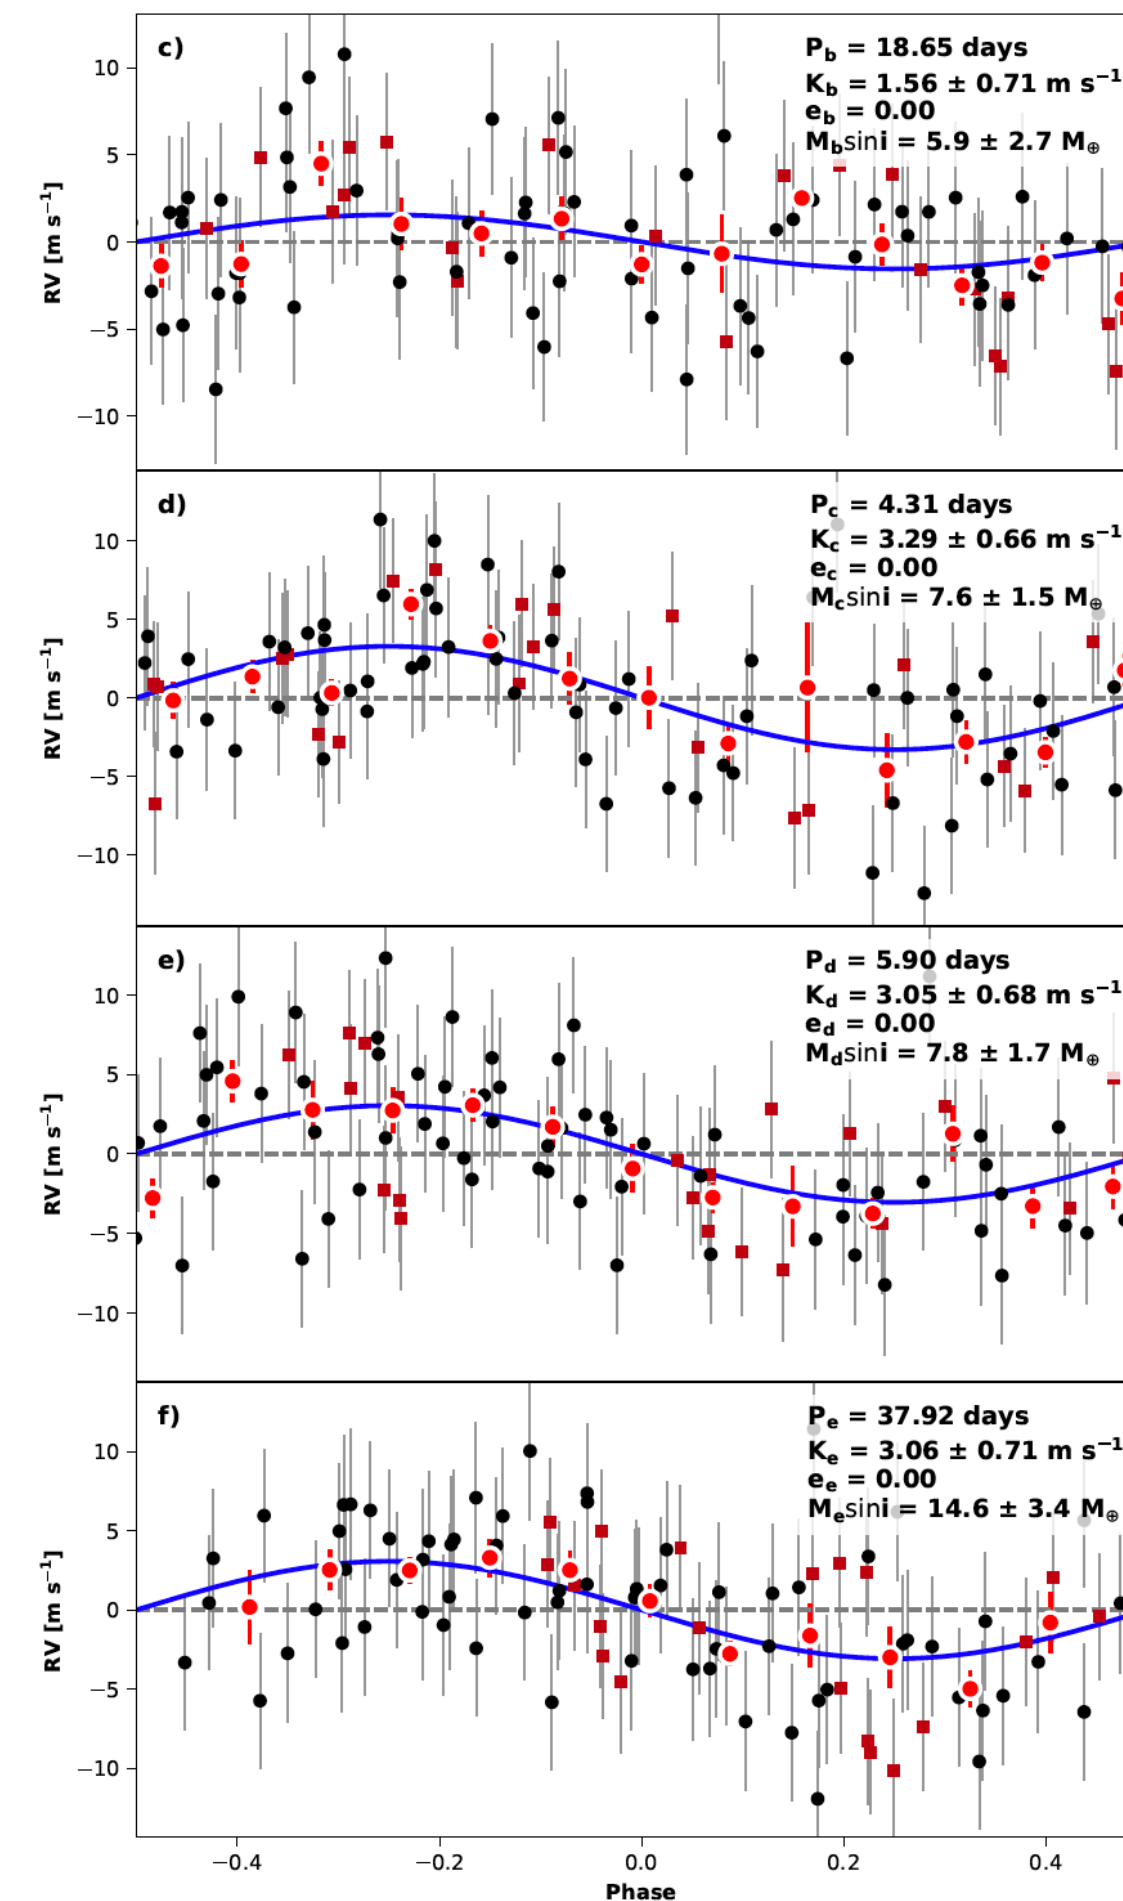 c)
P_b = 18.65 days
K_b = 1.56 ± 0.71 m s⁻¹
e_b = 0.00
M_b sini = 5.9 ± 2.7 M⊕
10
5
0
−5
−10
RV [m s⁻¹]
d)
P_c = 4.31 days
K_c = 3.29 ± 0.66 m s⁻¹
e_c = 0.00
M_c sini = 7.6 ± 1.5 M⊕
10
5
0
−5
−10
RV [m s⁻¹]
e)
P_d = 5.90 days
K_d = 3.05 ± 0.68 m s⁻¹
e_d = 0.00
M_d sini = 7.8 ± 1.7 M⊕
10
5
0
−5
−10
RV [m s⁻¹]
f)
P_e = 37.92 days
K_e = 3.06 ± 0.71 m s⁻¹
e_e = 0.00
M_e sini = 14.6 ± 3.4 M⊕
10
5
0
−5
−10
RV [m s⁻¹]
−0.4 −0.2 0.0 0.2 0.4
Phase